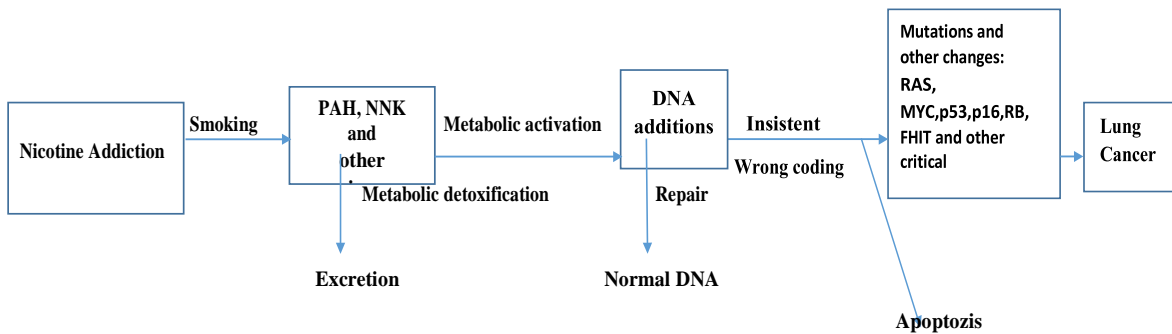 Nicotine Addiction
Smoking
PAH, NNK
and
other
Metabolic activation
Metabolic detoxification
Excretion
DNA
additions
Repair
Normal DNA
Insistent
Wrong coding
Apoptozis
Mutations and
other changes:
RAS,
MYC,p53,p16,RB,
FHIT and other
critical
Lung
Cancer